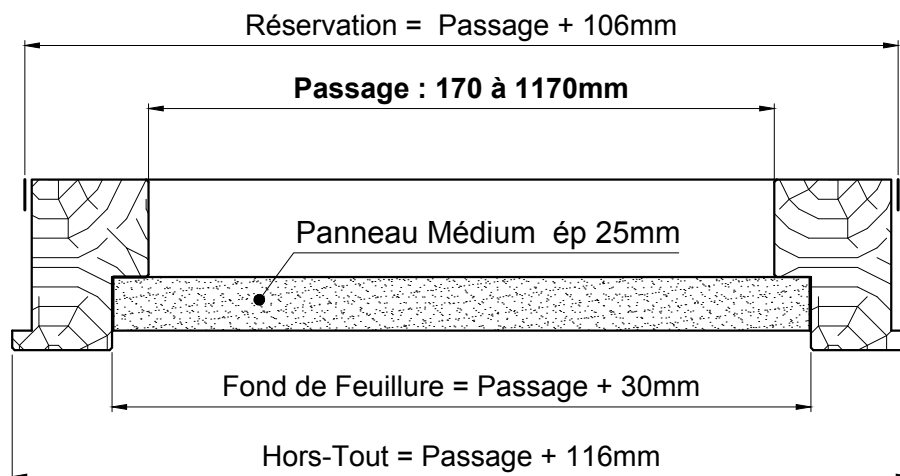 Réservation = Passage + 106mm
Passage : 170 à 1170mm
Panneau Médium ép 25mm
Fond de Feuillure = Passage + 30mm
Hors-Tout = Passage + 116mm